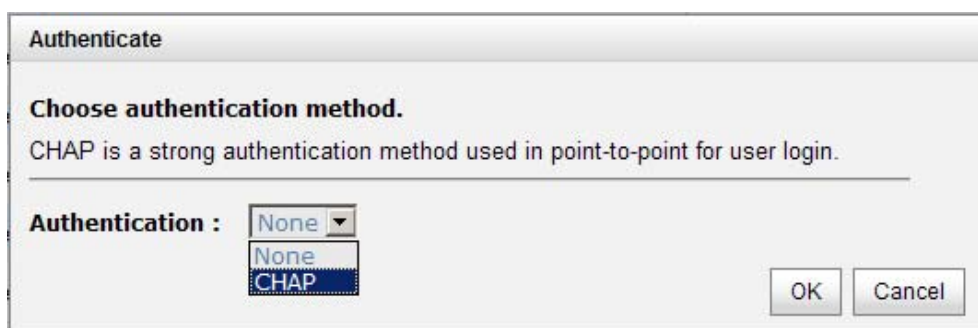 Authenticate
Choose authentication method.
CHAP is a strong authentication method used in point-to-point for user login.
Authentication : None
None
CHAP
OK Cancel